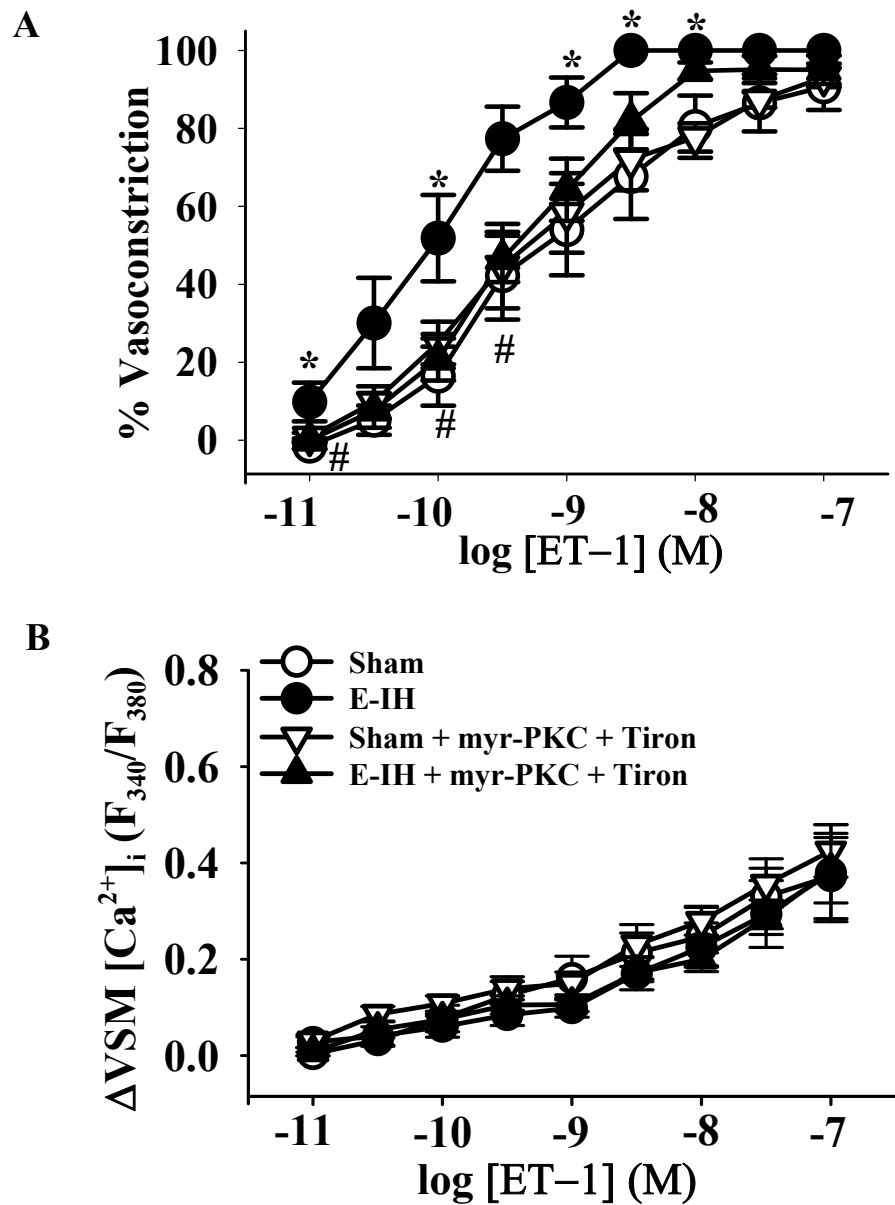 A
100
80
60
40
20
0
% Vasoconstriction
* * * * *
# # #
-11 -10 -9 -8 -7
log [ET−1] (M)
B
Sham
E-IH
Sham + myr-PKC + Tiron
E-IH + myr-PKC + Tiron
0.8
0.6
0.4
0.2
0.0
ΔVSM [Ca²⁺]ᵢ (F₃₄₀/F₃₈₀)
-11 -10 -9 -8 -7
log [ET−1] (M)